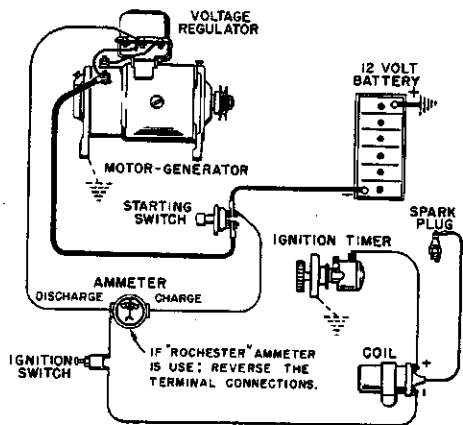 VOLTAGE
REGULATOR
12 VOLT
BATTERY
+
MOTOR-GENERATOR
STARTING
SWITCH
SPARK
PLUG
IGNITION TIMER
AMMETER
DISCHARGE
CHARGE
IF "ROCHESTER" AMMETER
IS USE: REVERSE THE
TERMINAL CONNECTIONS.
IGNITION
SWITCH
COIL
+
-